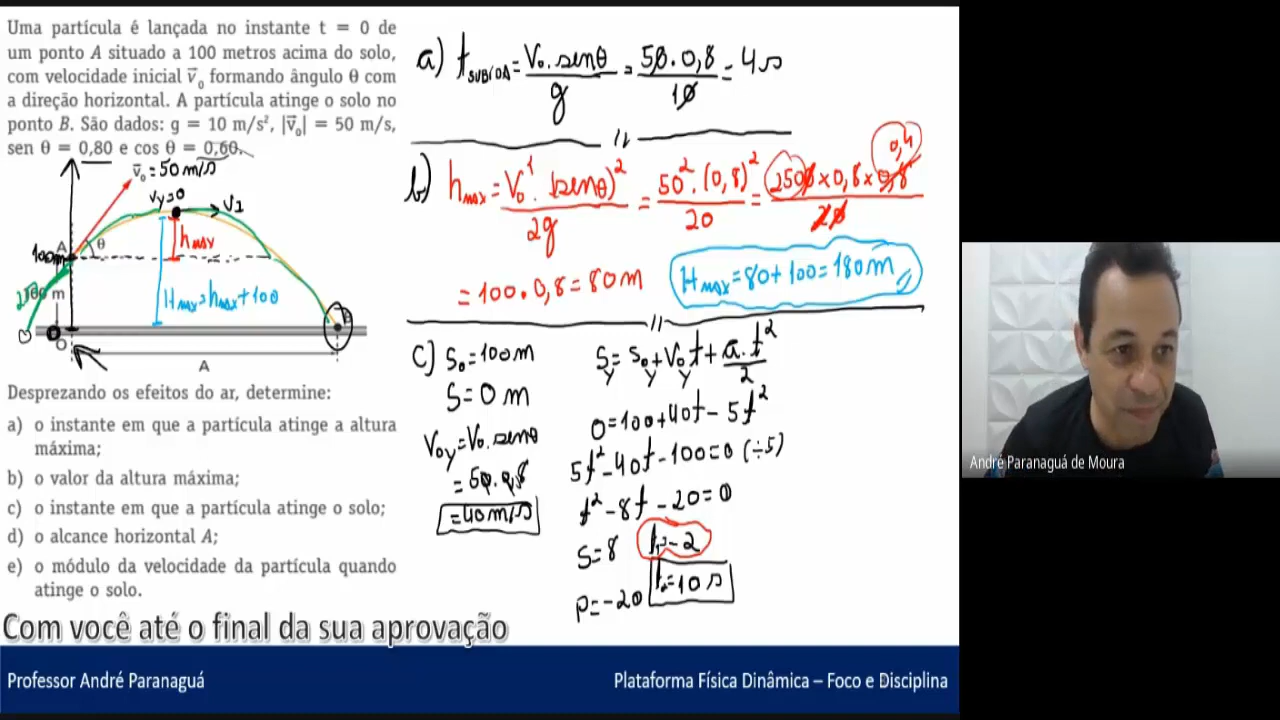 Uma partícula é lançada no instante t = 0 de
um ponto A situado a 100 metros acima do solo,
com velocidade inicial v⃗₀ formando ângulo θ com
a direção horizontal. A partícula atinge o solo no
ponto B. São dados: g = 10 m/s², |v⃗₀| = 50 m/s,
sen θ = 0,80 e cos θ = 0,60.
v⃗₀ = 50 m/s
Vy=0
A
100m
θ
hmax
Hmax=hmax+100
B
A
Desprezando os efeitos do ar, determine:
a) o instante em que a partícula atinge a altura
máxima;
b) o valor da altura máxima;
c) o instante em que a partícula atinge o solo;
d) o alcance horizontal A;
e) o módulo da velocidade da partícula quando
atinge o solo.
a) tSUBIDA = V₀.senθ/g = 50.0,8/10 = 4s
b) hmax = V₀².(senθ)²/2g = 50².(0,8)²/20 = 2500×0,8×0,8/20
0,4
= 100.0,8 = 80m
Hmax = 80+100 = 180m
c) S₀=100m
S=0m
V₀y=V₀.senθ
= 50.0,8
=40m/s
Sy = S₀y+V₀yt+a.t²/2
0=100+40t-5t²
5t²-40t-100=0 (÷5)
t²-8t-20=0
S=8
t₁=-2
P=-20
t₂=10s
Com você até o final da sua aprovação
Professor André Paranaguá
Plataforma Física Dinâmica – Foco e Disciplina
André Paranaguá de Moura